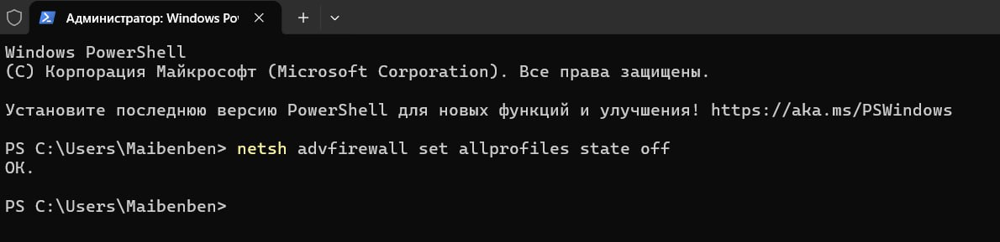 Администратор: Windows Po
Windows PowerShell
(C) Корпорация Майкрософт (Microsoft Corporation). Все права защищены.
Установите последнюю версию PowerShell для новых функций и улучшения! https://aka.ms/PSWindows
PS C:\Users\Maibenben> netsh advfirewall set allprofiles state off
ОК.
PS C:\Users\Maibenben>